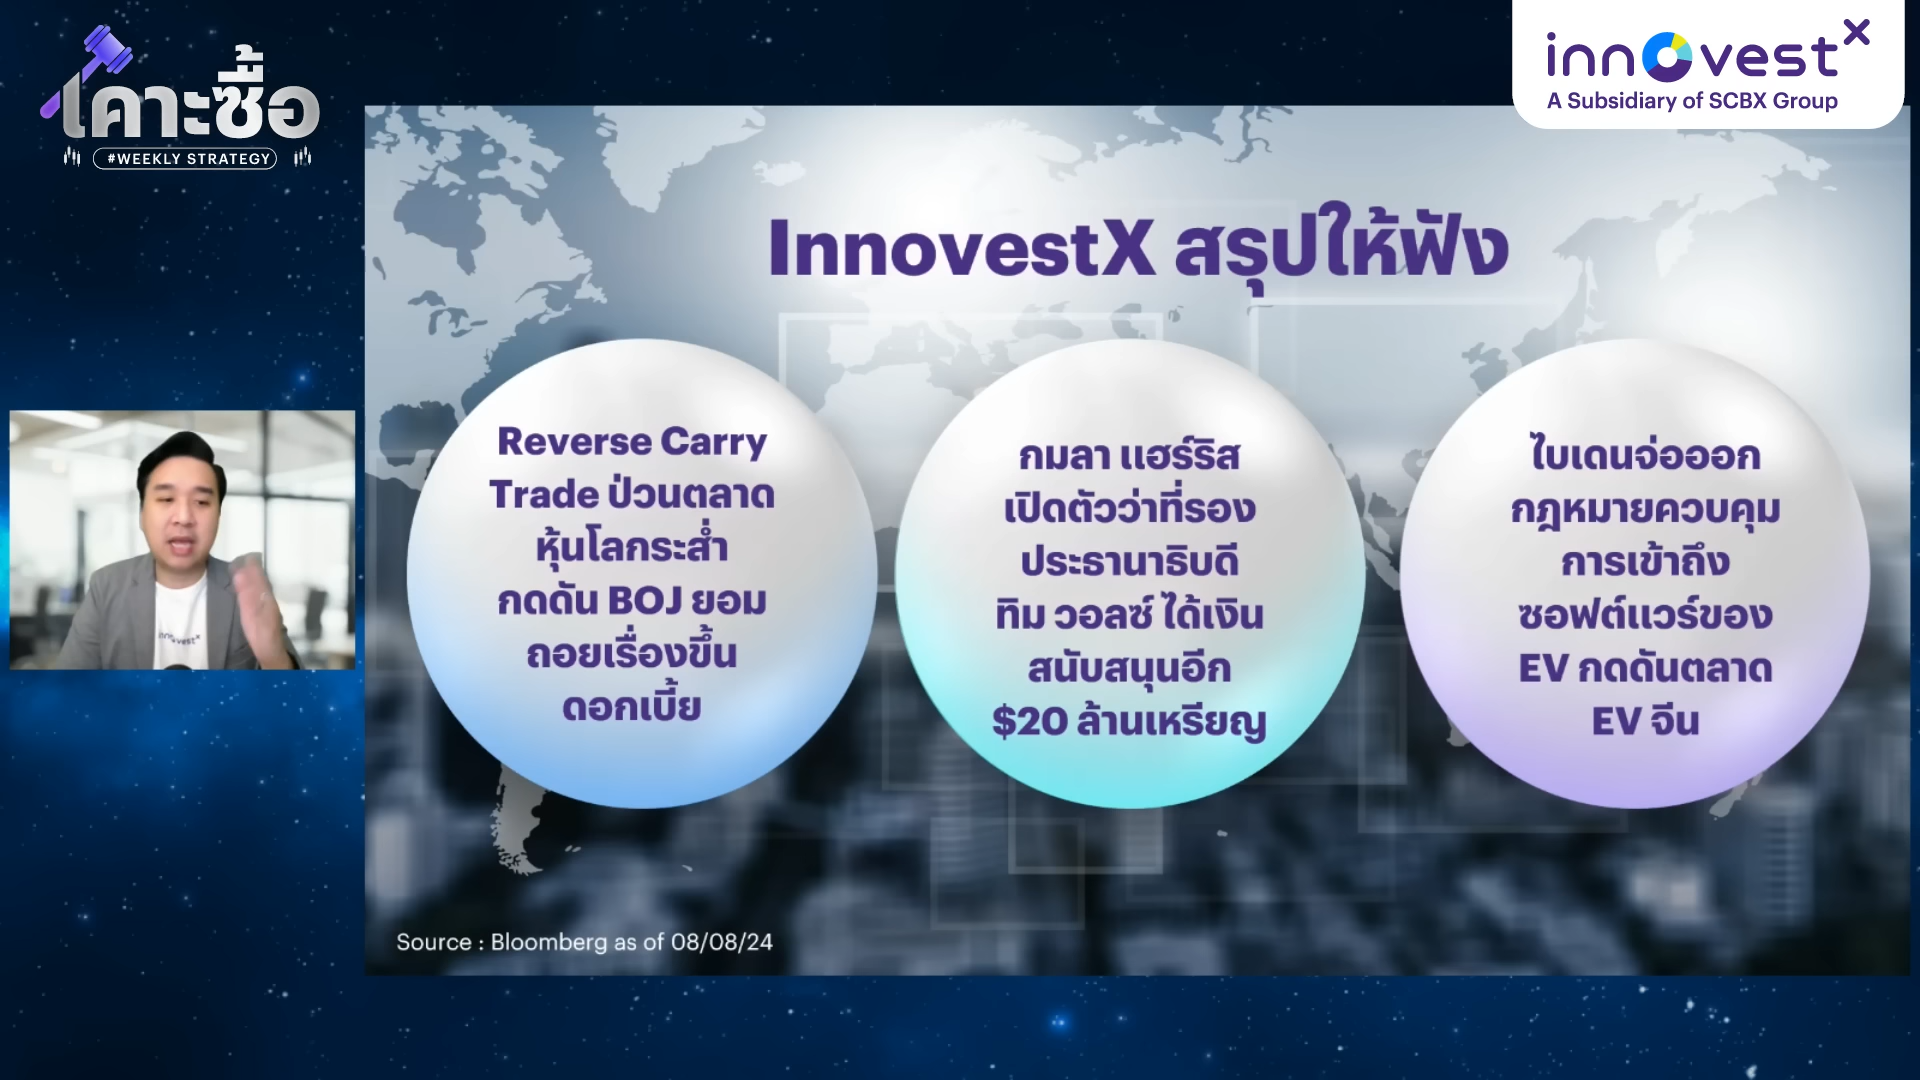 เคาะซื้อ
#WEEKLY STRATEGY
innovestX
A Subsidiary of SCBX Group
InnovestX สรุปให้ฟัง
Reverse Carry
Trade ป่วนตลาด
หุ้นโลกระส่ำ
กดดัน BOJ ยอม
ถอยเรื่องขึ้น
ดอกเบี้ย
กมลา แฮร์ริส
เปิดตัวว่าที่รอง
ประธานาธิบดี
ทิม วอลซ์ ได้เงิน
สนับสนุนอีก
$20 ล้านเหรียญ
ไบเดนจ่อออก
กฎหมายควบคุม
การเข้าถึง
ซอฟต์แวร์ของ
EV กดดันตลาด
EV จีน
innovestX
Source : Bloomberg as of 08/08/24